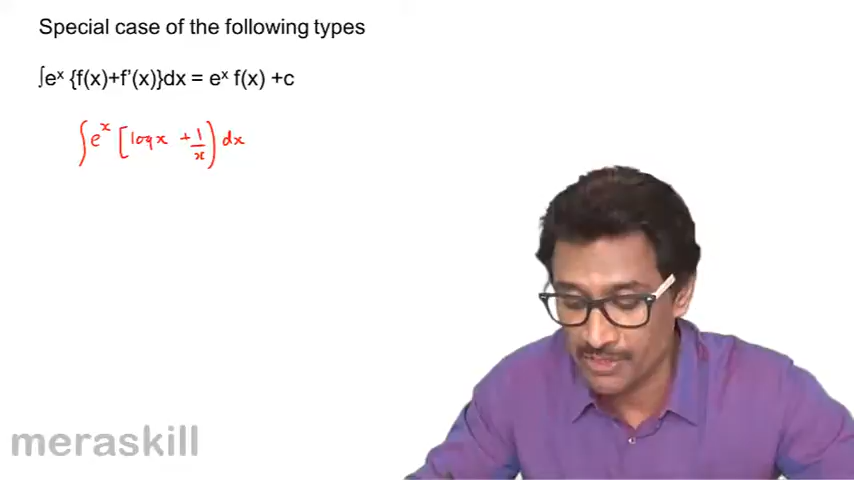 Special case of the following types
∫eˣ {f(x)+f'(x)}dx = eˣ f(x) +c
∫eˣ [log x + 1/x) dx
meraskill